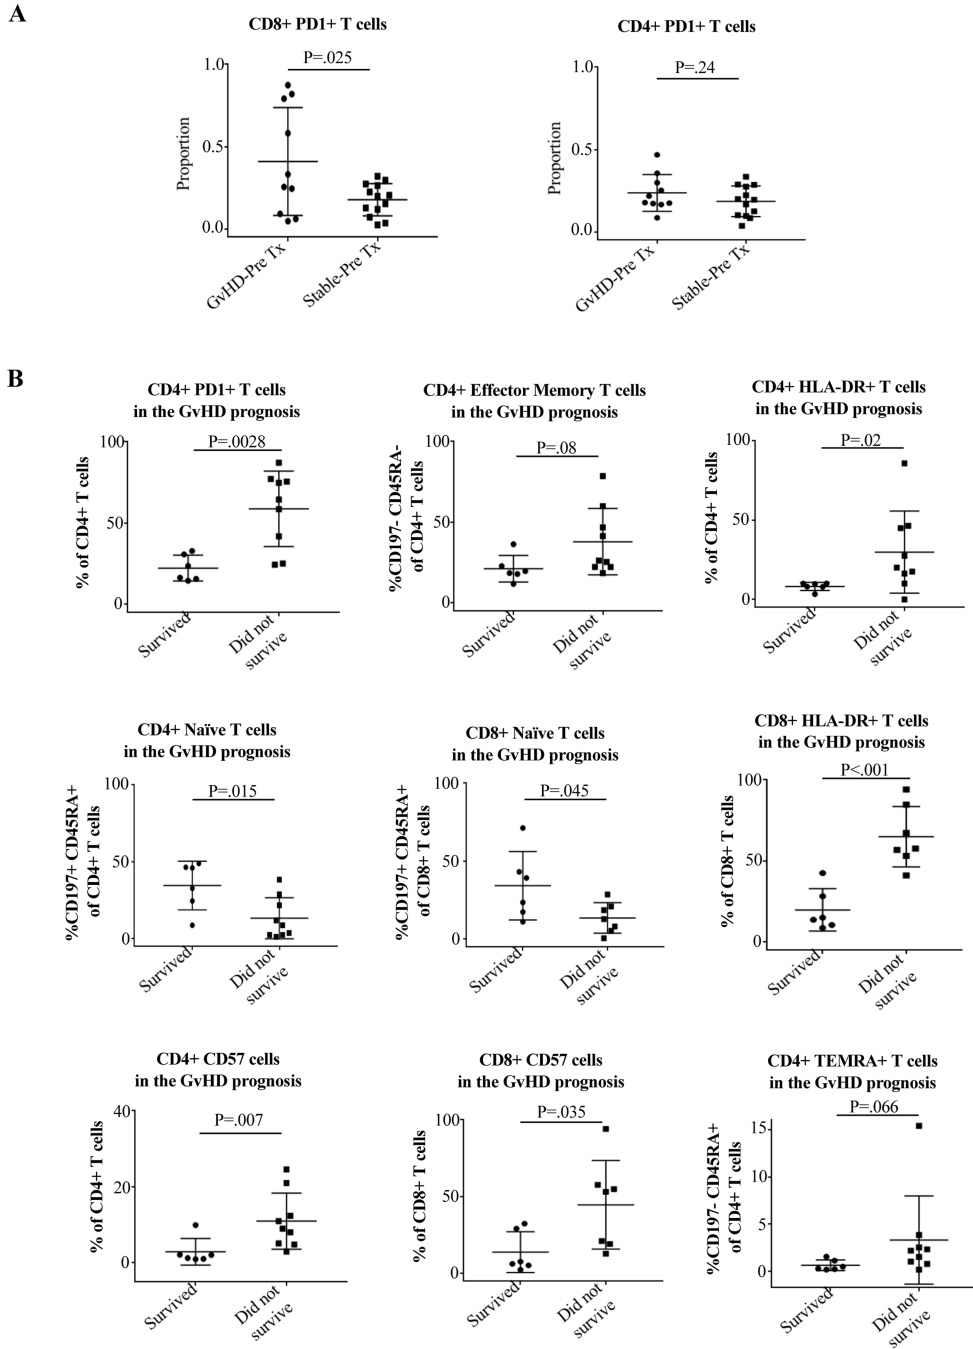 A
CD8+ PD1+ T cells
P=.025
1.0
0.5
0.0
Proportion
GvHD-Pre Tx
Stable-Pre Tx
CD4+ PD1+ T cells
P=.24
1.0
0.5
0.0
Proportion
GvHD-Pre Tx
Stable-Pre Tx
B
CD4+ PD1+ T cells
in the GvHD prognosis
P=.0028
100
50
0
% of CD4+ T cells
Survived
Did not
survive
CD4+ Effector Memory T cells
in the GvHD prognosis
P=.08
100
50
0
%CD197- CD45RA-
of CD4+ T cells
Survived
Did not
survive
CD4+ HLA-DR+ T cells
in the GvHD prognosis
P=.02
100
50
0
% of CD4+ T cells
Survived
Did not
survive
CD4+ Naïve T cells
in the GvHD prognosis
P=.015
100
50
0
%CD197+ CD45RA+
of CD4+ T cells
Survived
Did not
survive
CD8+ Naïve T cells
in the GvHD prognosis
P=.045
100
50
0
%CD197+ CD45RA+
of CD8+ T cells
Survived
Did not
survive
CD8+ HLA-DR+ T cells
in the GvHD prognosis
P<.001
100
50
0
% of CD8+ T cells
Survived
Did not
survive
CD4+ CD57 cells
in the GvHD prognosis
P=.007
40
20
0
% of CD4+ T cells
Survived
Did not
survive
CD8+ CD57 cells
in the GvHD prognosis
P=.035
100
50
0
% of CD8+ T cells
Survived
Did not
survive
CD4+ TEMRA+ T cells
in the GvHD prognosis
P=.066
15
10
5
0
%CD197- CD45RA+
of CD4+ T cells
Survived
Did not
survive